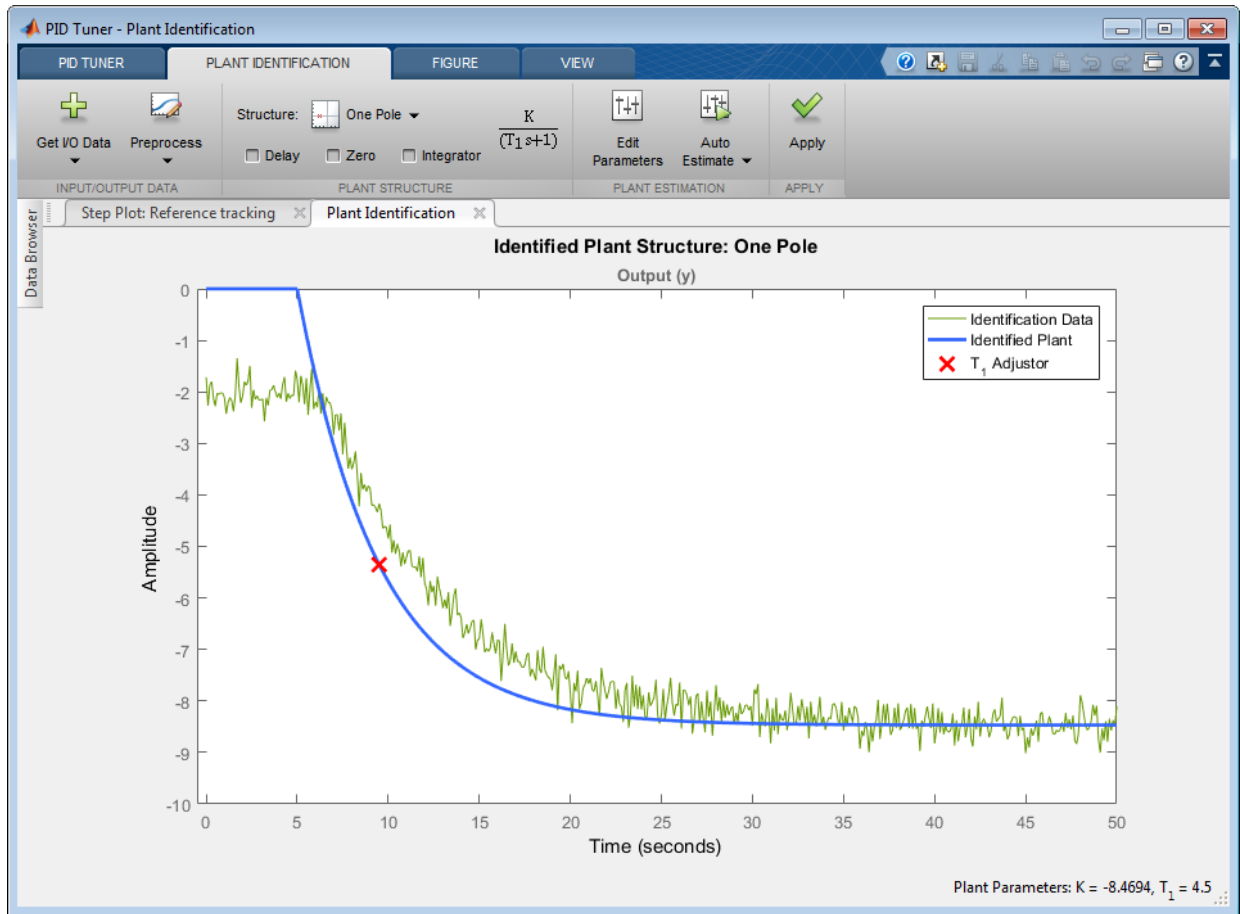 PID Tuner - Plant Identification
PID TUNER PLANT IDENTIFICATION FIGURE VIEW
Get I/O Data Preprocess
Structure: One Pole
Delay Zero Integrator
K
(T1s+1)
Edit Parameters
Auto Estimate
Apply
INPUT/OUTPUT DATA PLANT STRUCTURE PLANT ESTIMATION APPLY
Data Browser
Step Plot: Reference tracking Plant Identification
Identified Plant Structure: One Pole
Output (y)
Identification Data
Identified Plant
T1 Adjustor
Amplitude
0
-1
-2
-3
-4
-5
-6
-7
-8
-9
-10
0 5 10 15 20 25 30 35 40 45 50
Time (seconds)
Plant Parameters: K = -8.4694, T1 = 4.5